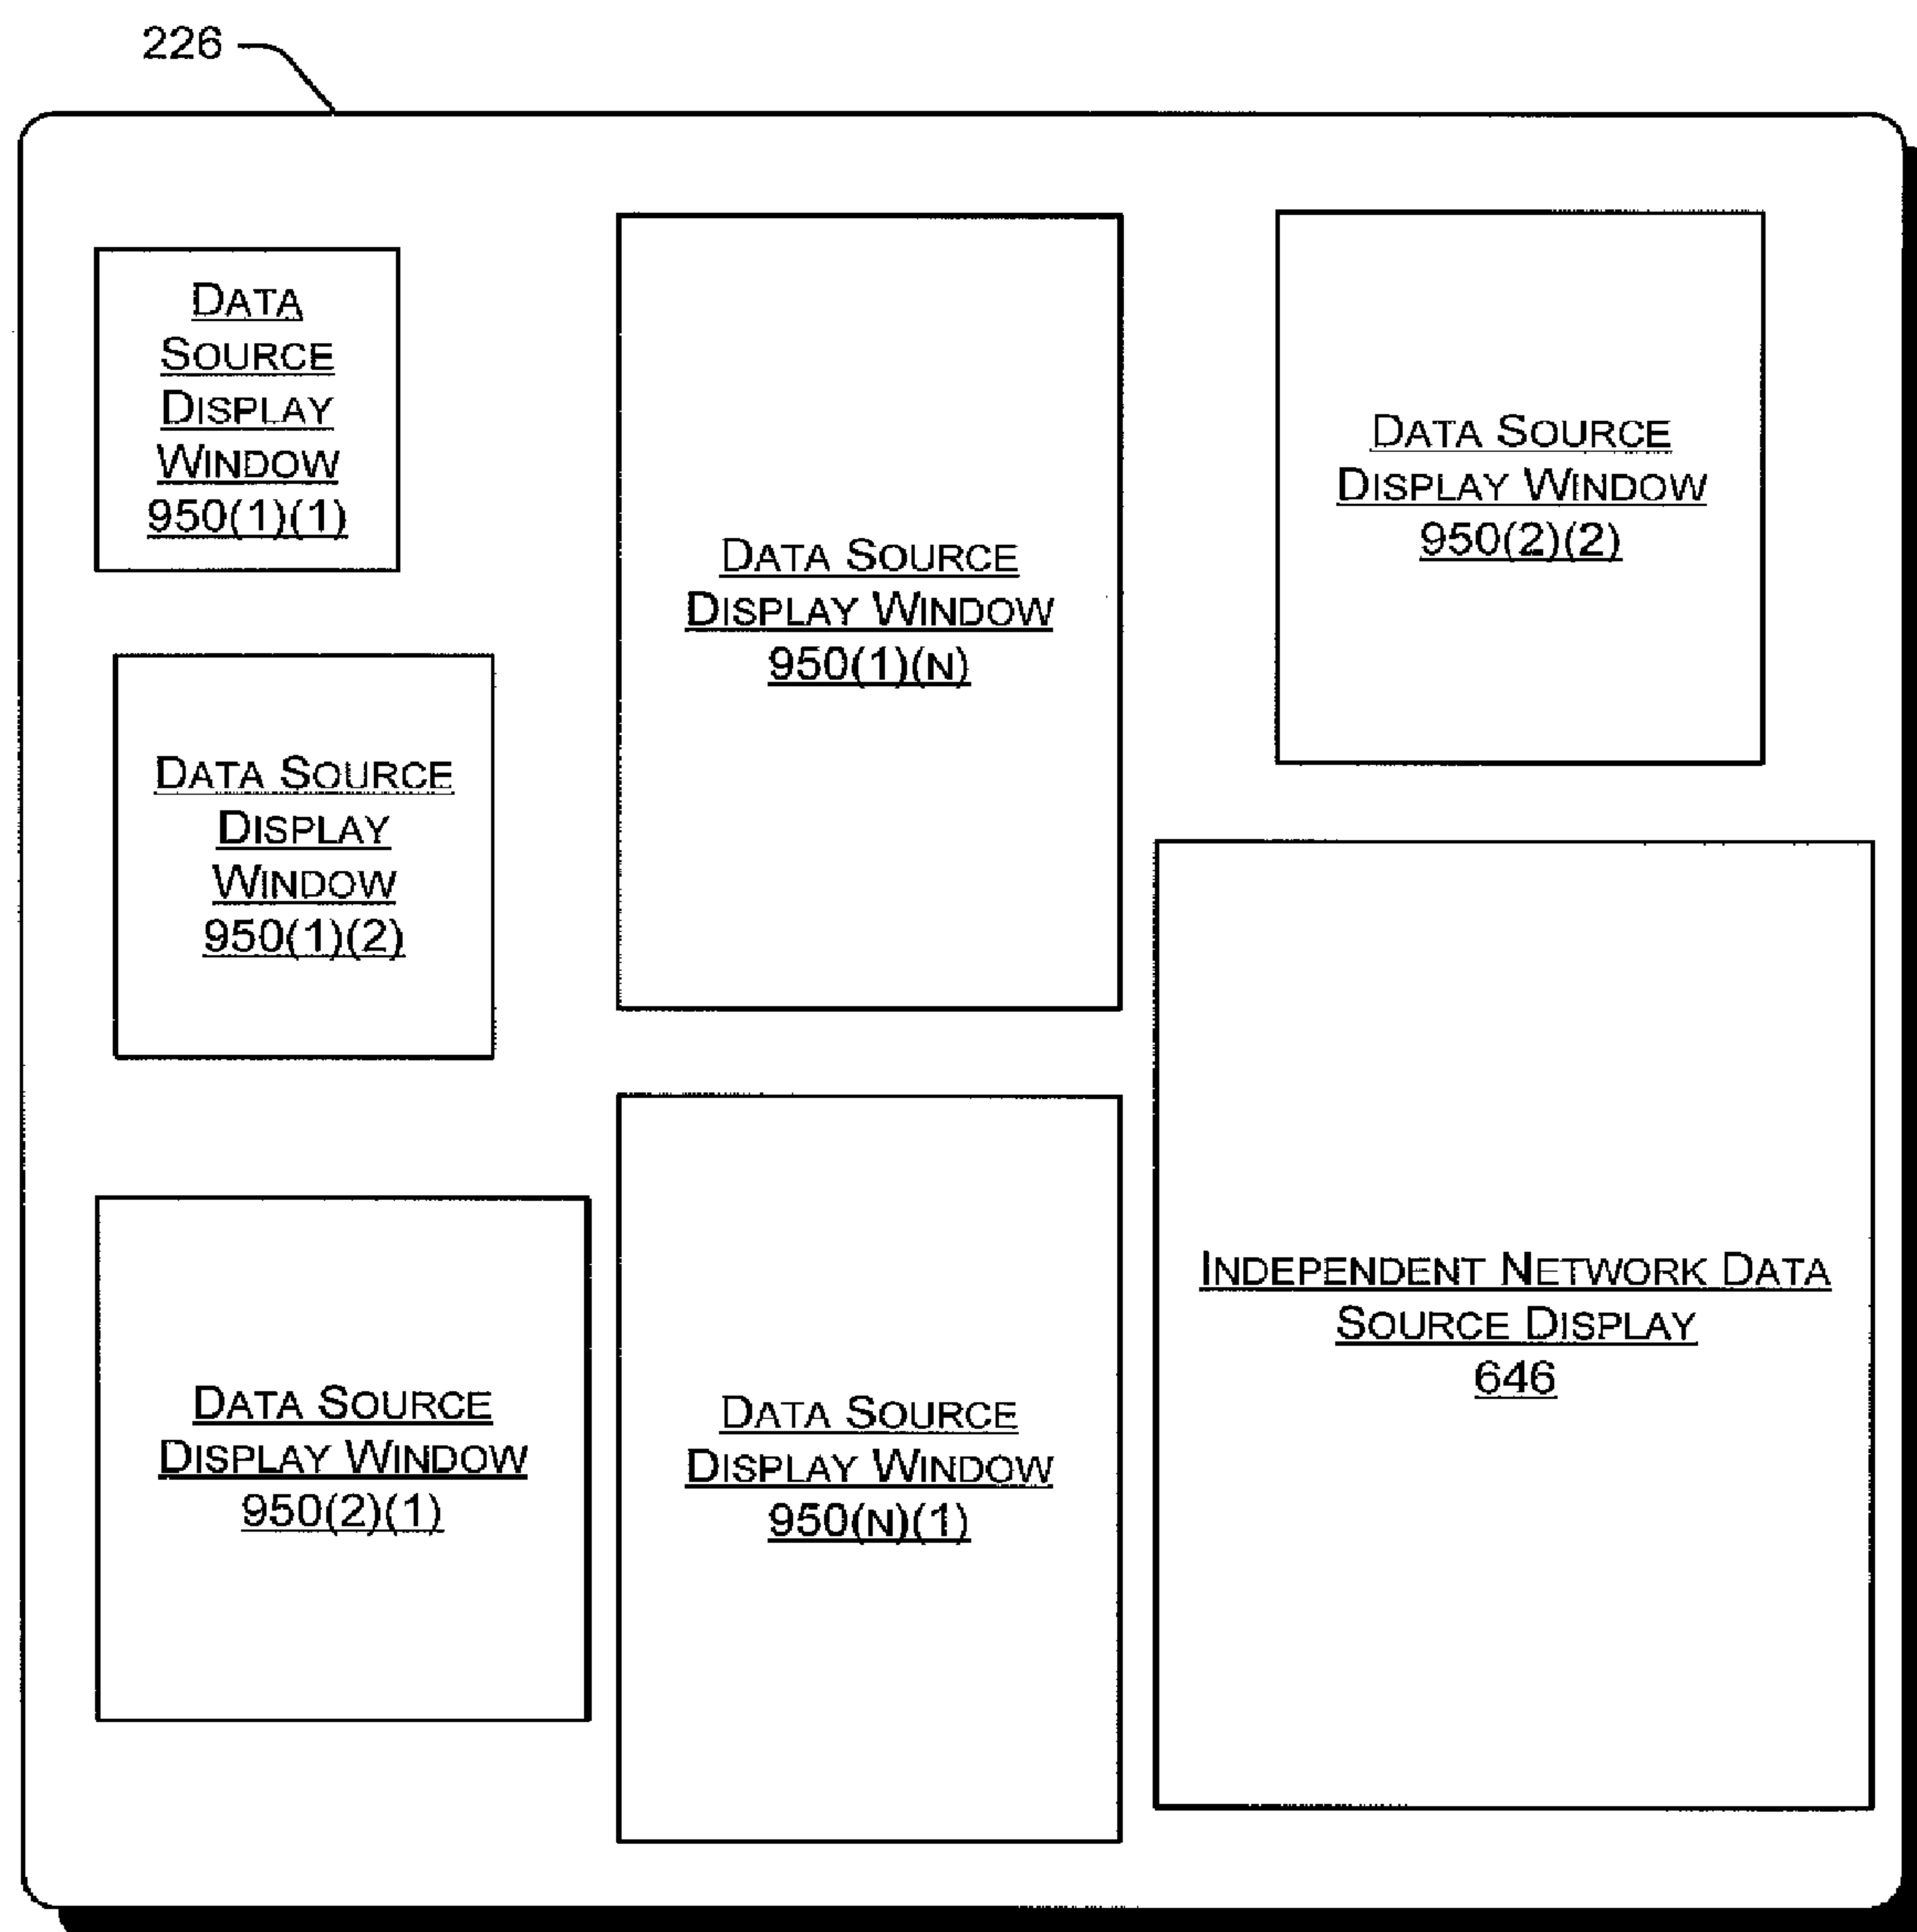 226
DATA
SOURCE
DISPLAY
WINDOW
950(1)(1)
DATA SOURCE
DISPLAY
WINDOW
950(1)(2)
DATA SOURCE
DISPLAY WINDOW
950(2)(1)
DATA SOURCE
DISPLAY WINDOW
950(1)(N)
DATA SOURCE
DISPLAY WINDOW
950(N)(1)
DATA SOURCE
DISPLAY WINDOW
950(2)(2)
INDEPENDENT NETWORK DATA
SOURCE DISPLAY
646